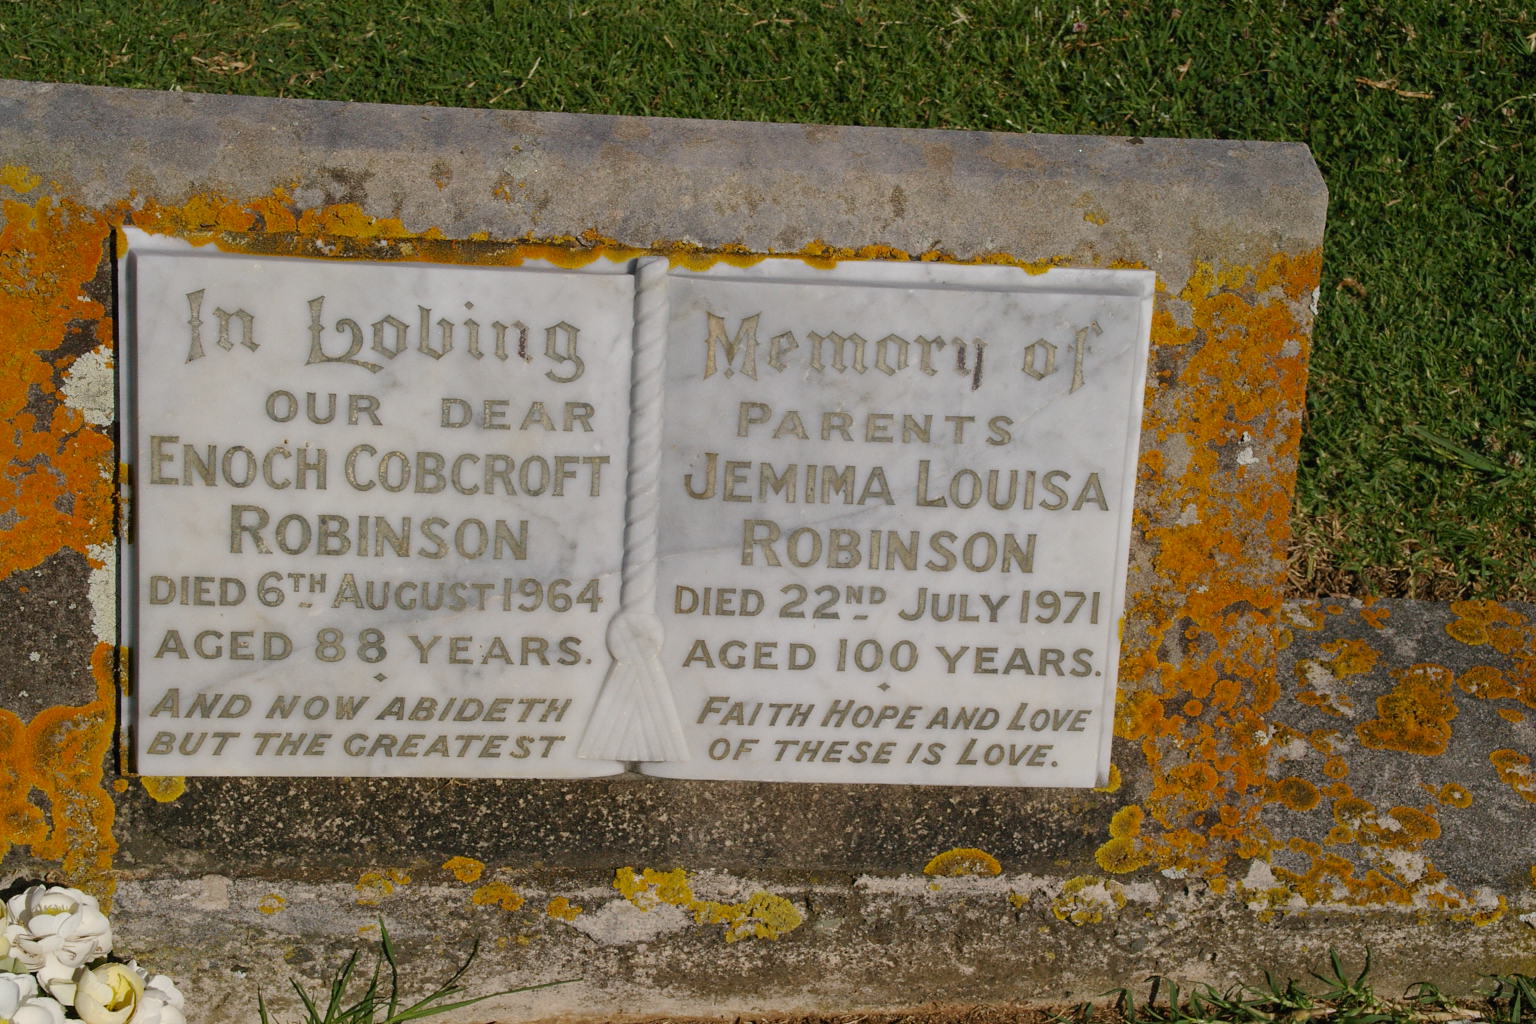 In Loving Memory of
OUR DEAR PARENTS
ENOCH COBCROFT
ROBINSON
DIED 6TH AUGUST 1964
AGED 88 YEARS.
JEMIMA LOUISA
ROBINSON
DIED 22ND JULY 1971
AGED 100 YEARS.
AND NOW ABIDETH FAITH HOPE AND LOVE
BUT THE GREATEST OF THESE IS LOVE.